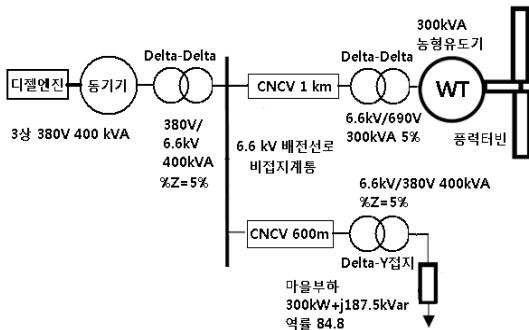 디젤엔진
동기기
3상 380V 400 kVA
Delta-Delta
380V/
6.6kV
400kVA
%Z=5%
6.6 kV 배전선로
비접지계통
CNCV 1 km
Delta-Delta
6.6kV/690V
300kVA 5%
300kVA
농형유도기
WT
풍력터빈
CNCV 600m
6.6kV/380V 400kVA
%Z=5%
Delta-Y접지
마을부하
300kW+j187.5kVar
역률 84.8